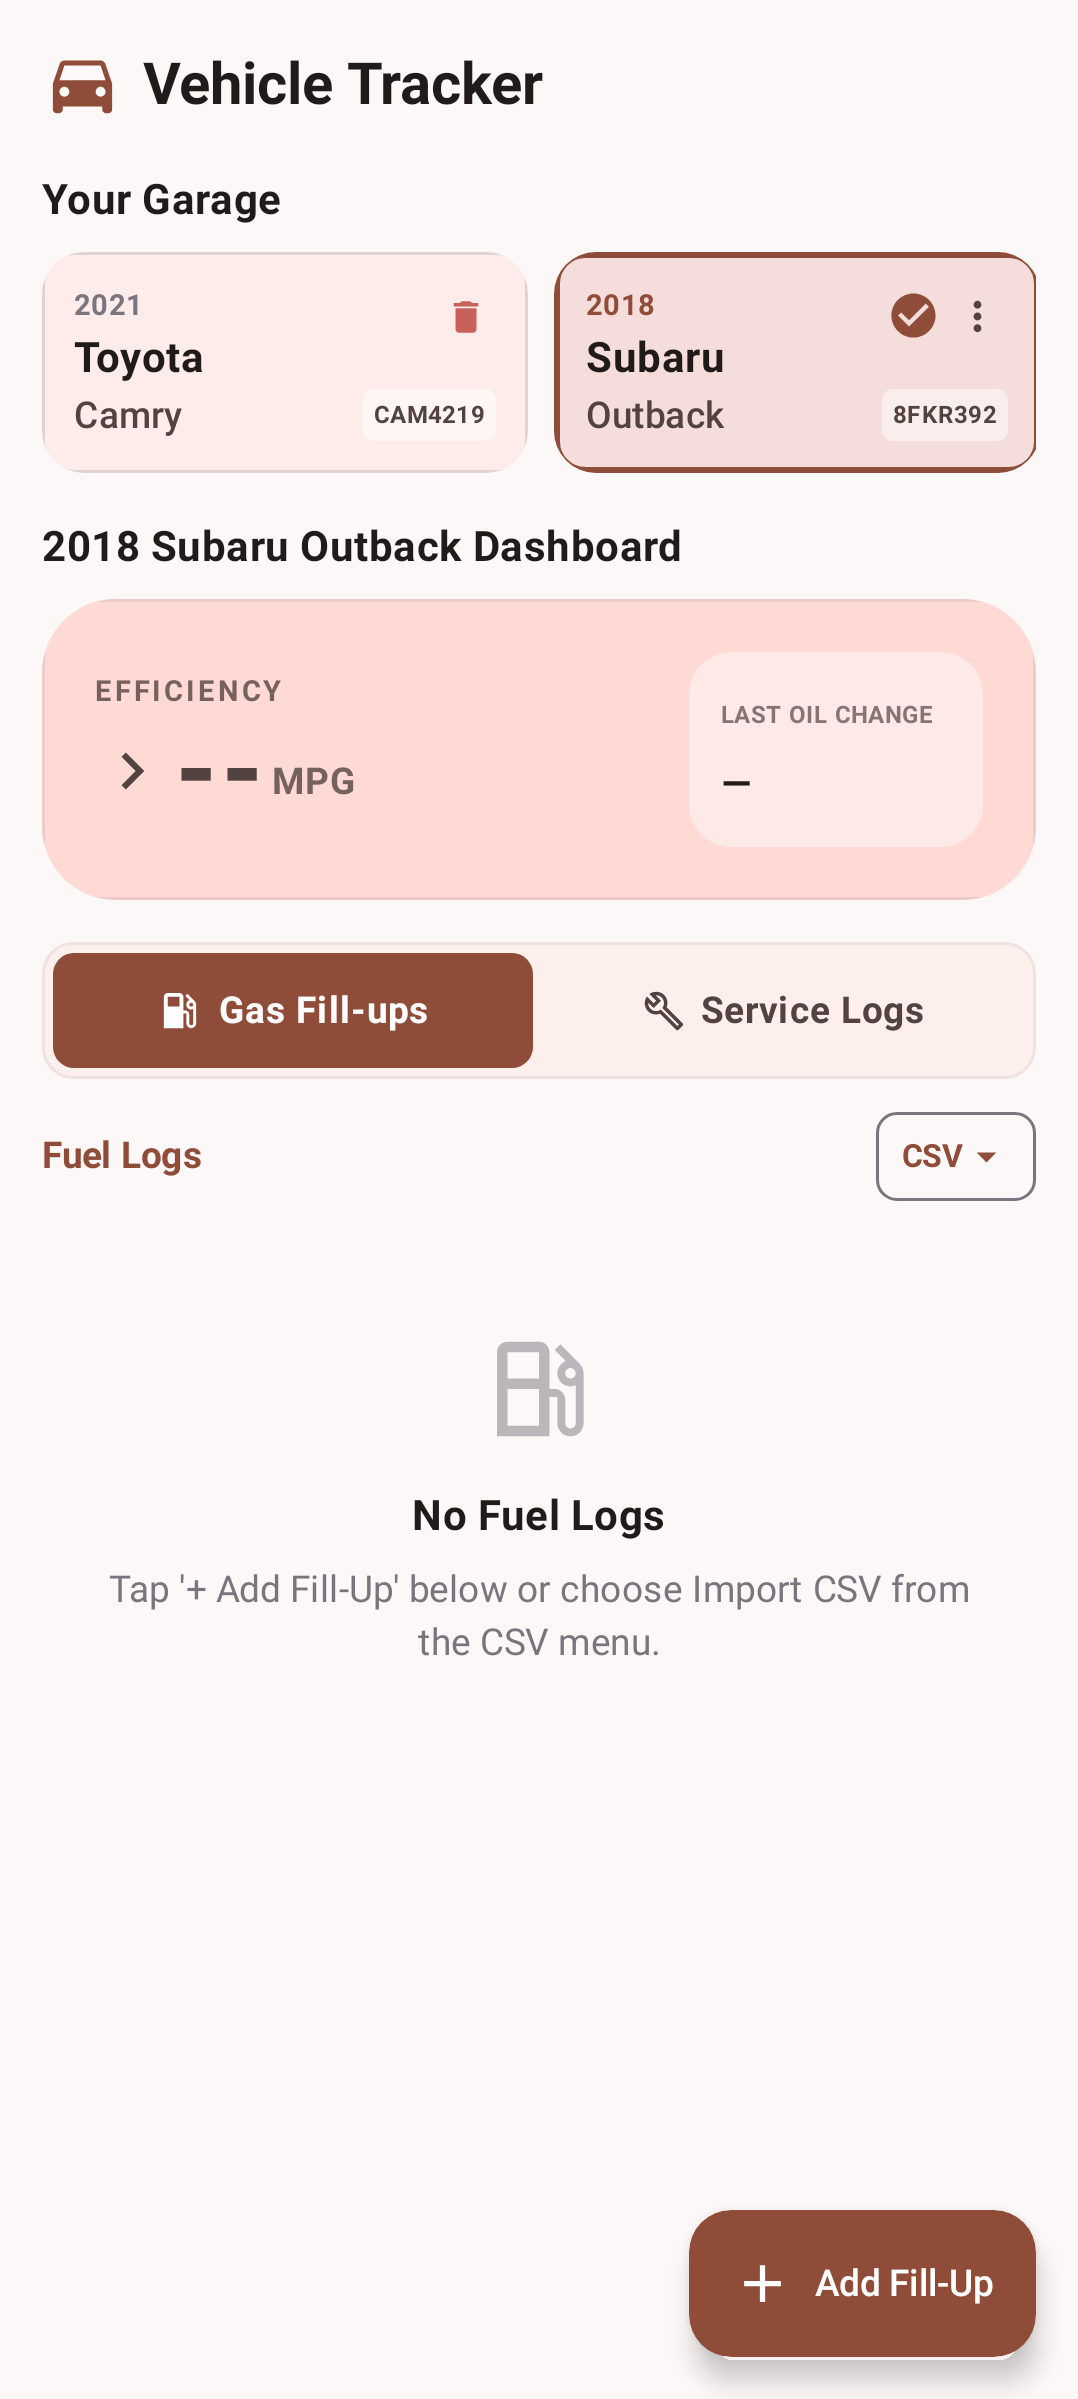 Vehicle Tracker
Your Garage
2021
Toyota
Camry
CAM4219
2018
Subaru
Outback
8FKR392
2018 Subaru Outback Dashboard
EFFICIENCY
-- MPG
LAST OIL CHANGE
—
Gas Fill-ups
Service Logs
Fuel Logs
CSV
No Fuel Logs
Tap '+ Add Fill-Up' below or choose Import CSV from
the CSV menu.
Add Fill-Up